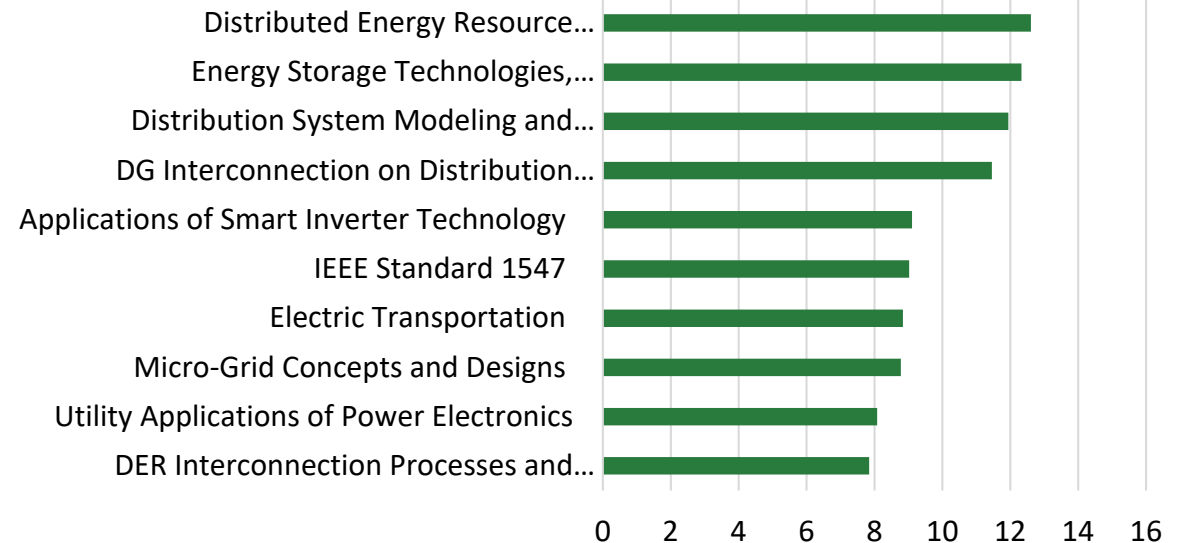 Distributed Energy Resource…
Energy Storage Technologies,…
Distribution System Modeling and…
DG Interconnection on Distribution…
Applications of Smart Inverter Technology
IEEE Standard 1547
Electric Transportation
Micro-Grid Concepts and Designs
Utility Applications of Power Electronics
DER Interconnection Processes and…
0 2 4 6 8 10 12 14 16